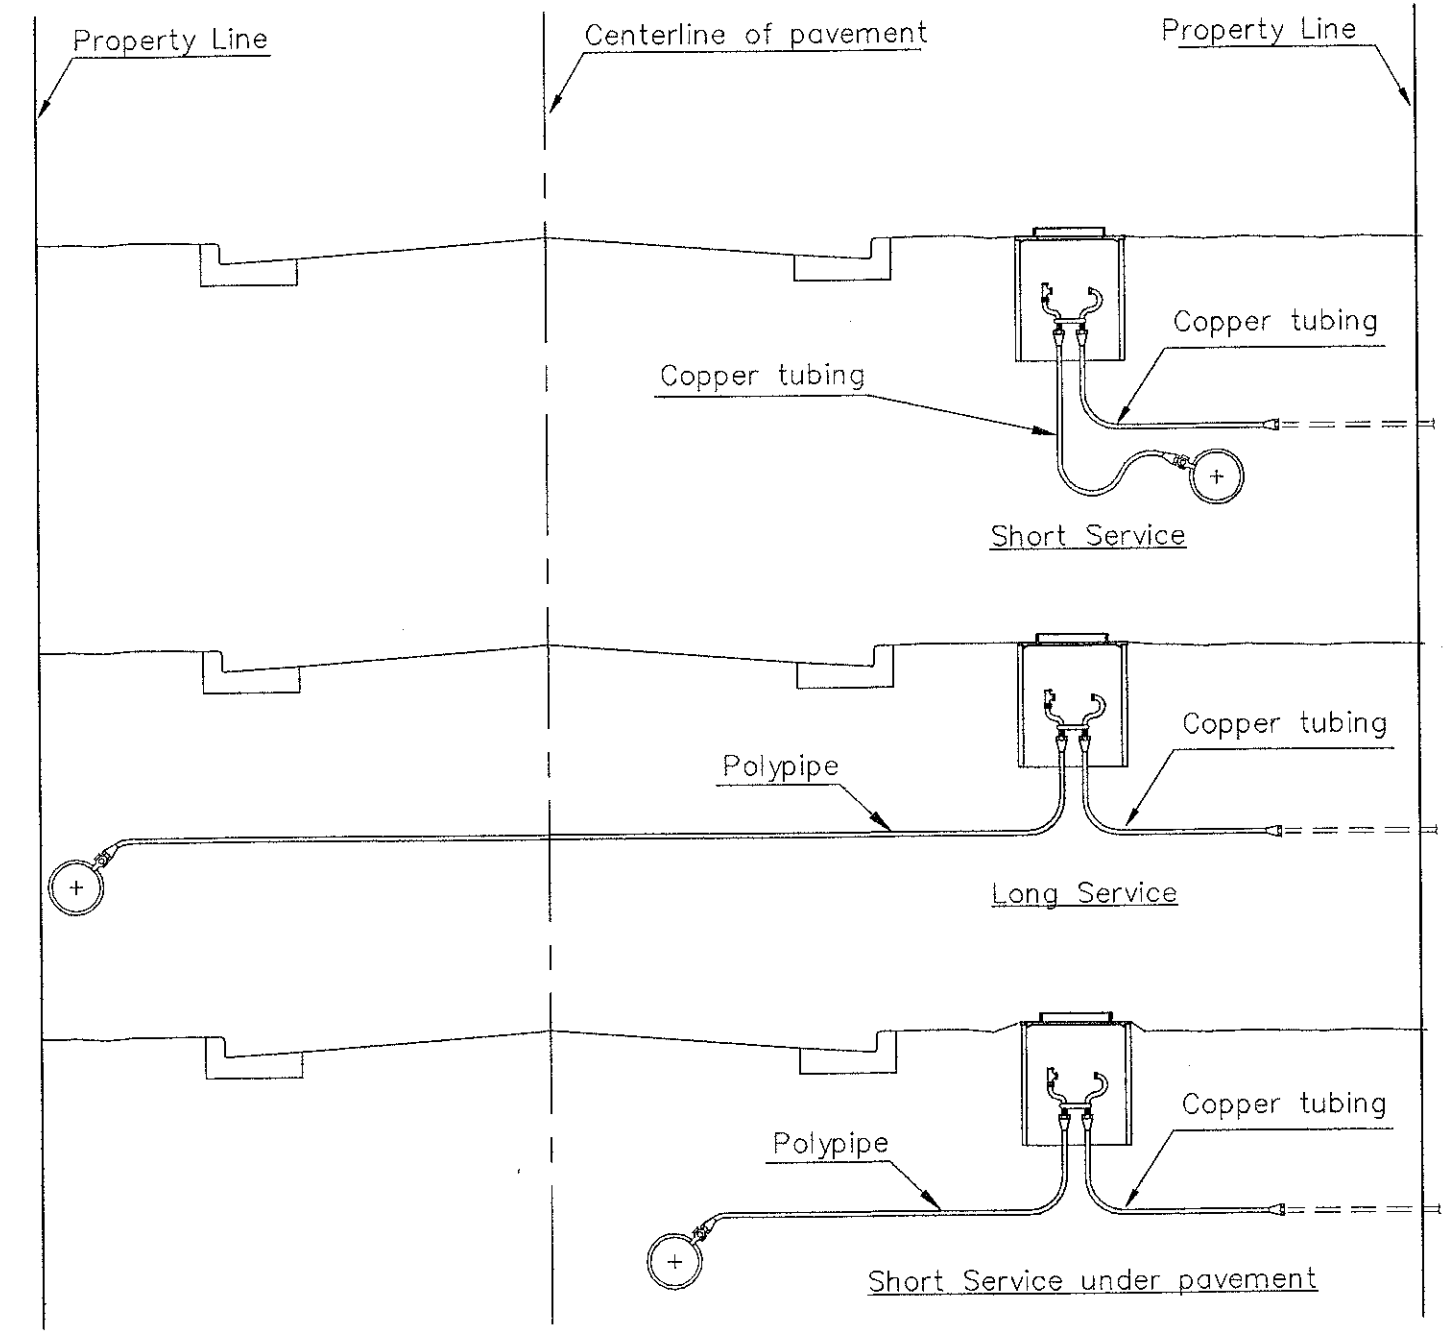 Property Line
Centerline of pavement
Property Line
Copper tubing
Copper tubing
Short Service
Copper tubing
Polypipe
Long Service
Copper tubing
Polypipe
Short Service under pavement